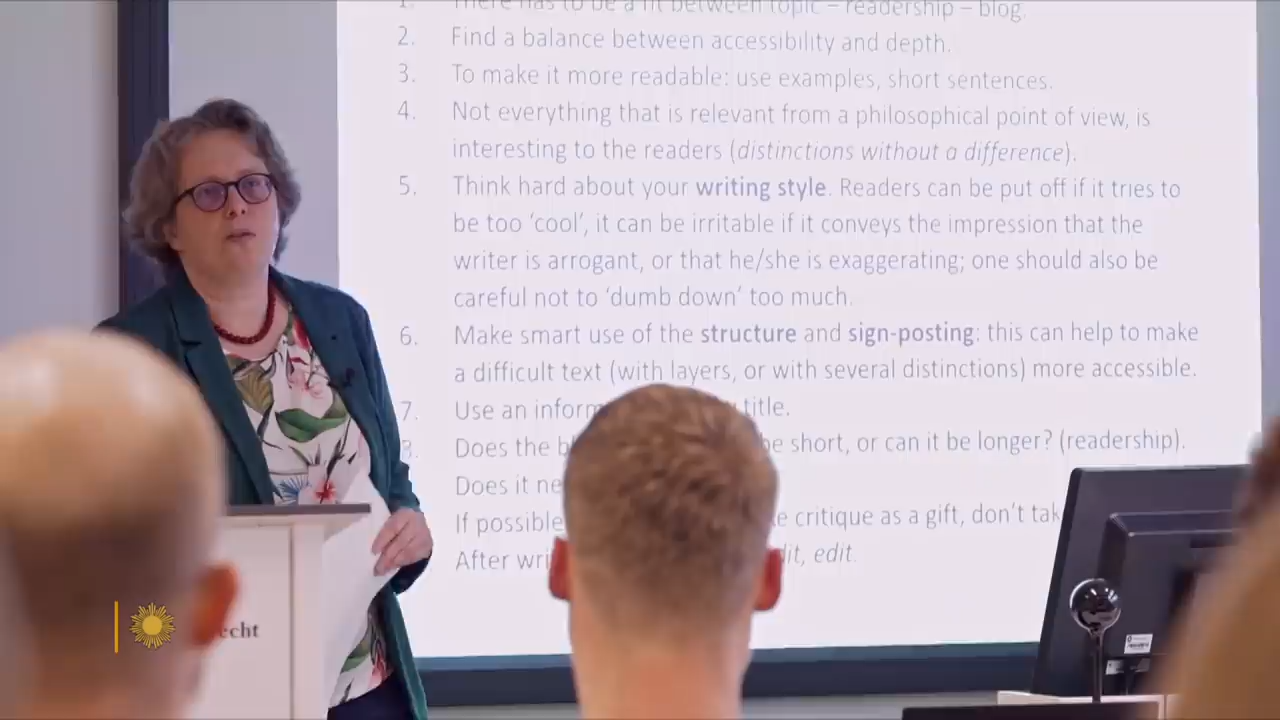 1. There has to be a fit between topic – readership – blog.
2. Find a balance between accessibility and depth.
3. To make it more readable: use examples, short sentences.
4. Not everything that is relevant from a philosophical point of view, is
interesting to the readers (distinctions without a difference).
5. Think hard about your writing style. Readers can be put off if it tries to
be too ‘cool’, it can be irritable if it conveys the impression that the
writer is arrogant, or that he/she is exaggerating; one should also be
careful not to ‘dumb down’ too much.
6. Make smart use of the structure and sign-posting: this can help to make
a difficult text (with layers, or with several distinctions) more accessible.
7. Use an title.
8. Does the be short, or can it be longer? (readership).
Does it
If possible critique as a gift, don’t
After edit.